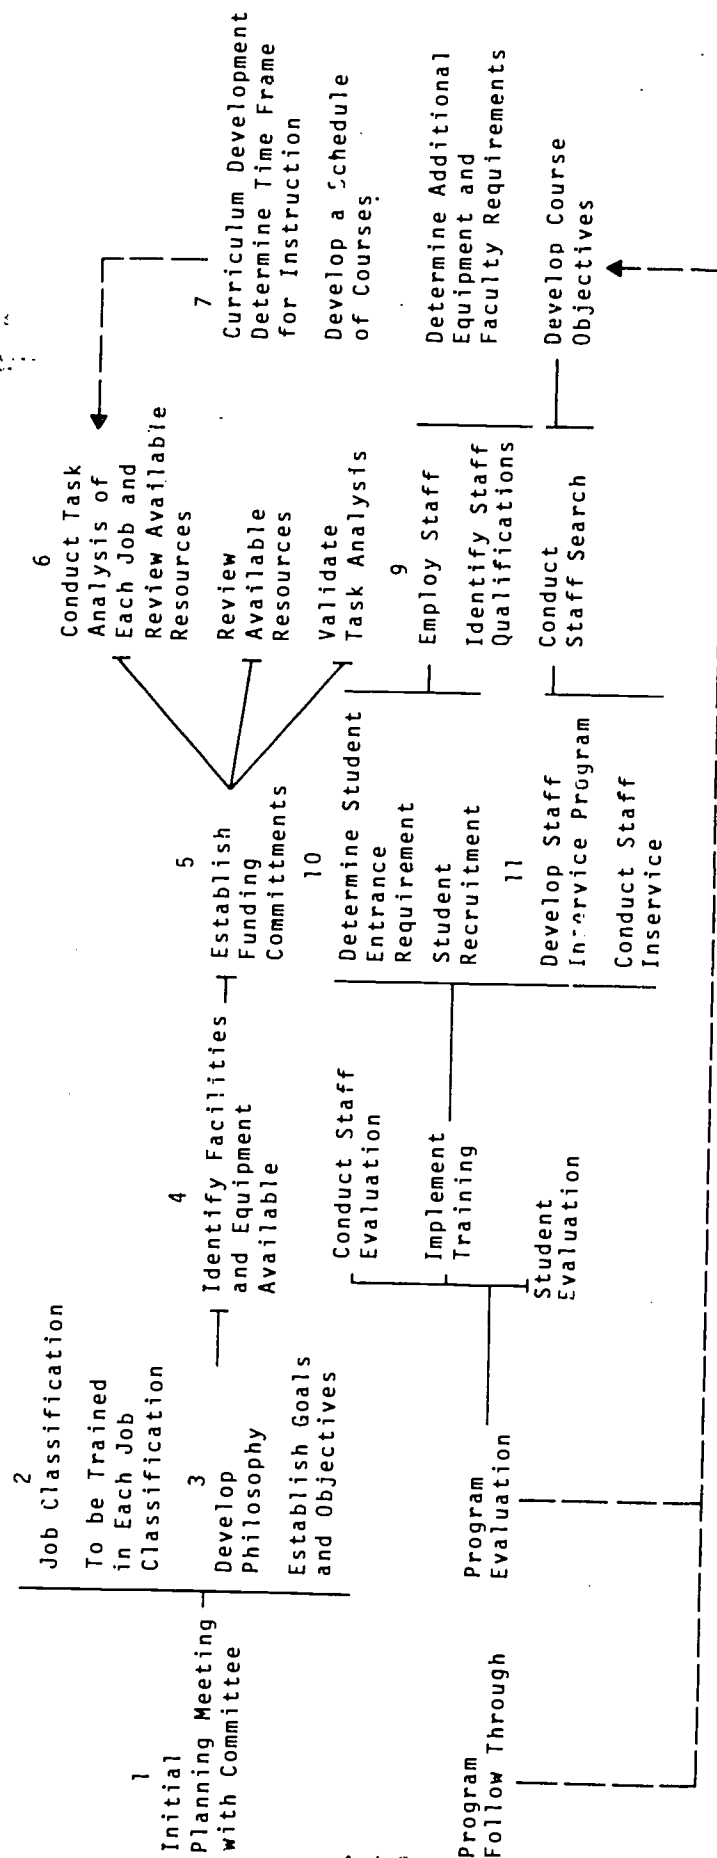 1
Initial
Planning Meeting
with Committee
2
Job Classification
To be Trained
in Each Job
Classification
3
Develop
Philosophy
Establish Goals
and Objectives
4
Identify Facilities
and Equipment
Available
5
Establish
Funding
Committments
6
Conduct Task
Analysis of
Each Job and
Review Available
Resources
Review
Available
Resources
Validate
Task Analysis
7
Curriculum Development
Determine Time Frame
for Instruction
Develop a Schedule
of Courses
Determine Additional
Equipment and
Faculty Requirements
Develop Course
Objectives
9
Employ Staff
Identify Staff
Qualifications
Conduct
Staff Search
10
Determine Student
Entrance
Requirement
Student
Recruitment
11
Develop Staff
Inservice Program
Conduct Staff
Inservice
Conduct Staff
Evaluation
Implement
Training
Student
Evaluation
Program
Evaluation
Program
Follow Through